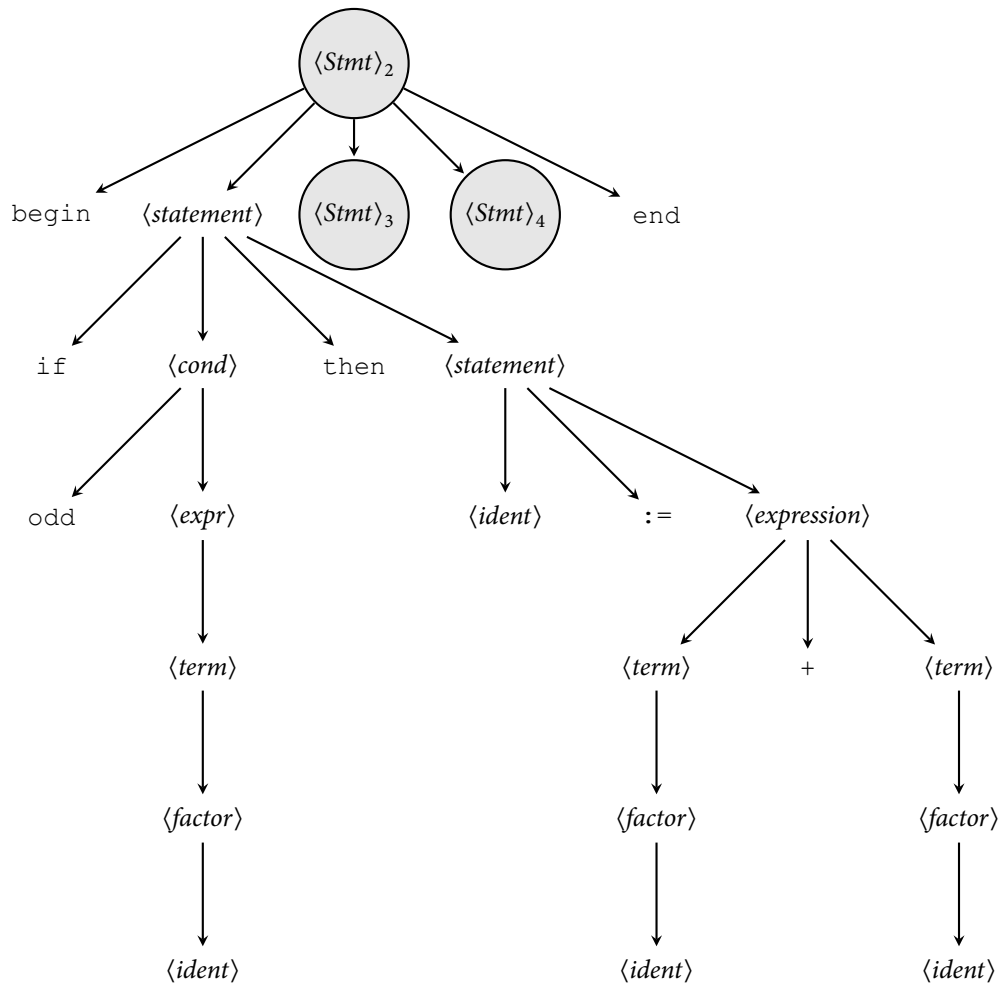 ⟨Stmt⟩₂
begin ⟨statement⟩ ⟨Stmt⟩₃ ⟨Stmt⟩₄ end
if ⟨cond⟩ then ⟨statement⟩
odd ⟨expr⟩ ⟨ident⟩ := ⟨expression⟩
⟨term⟩ ⟨term⟩ + ⟨term⟩
⟨factor⟩ ⟨factor⟩ ⟨factor⟩
⟨ident⟩ ⟨ident⟩ ⟨ident⟩